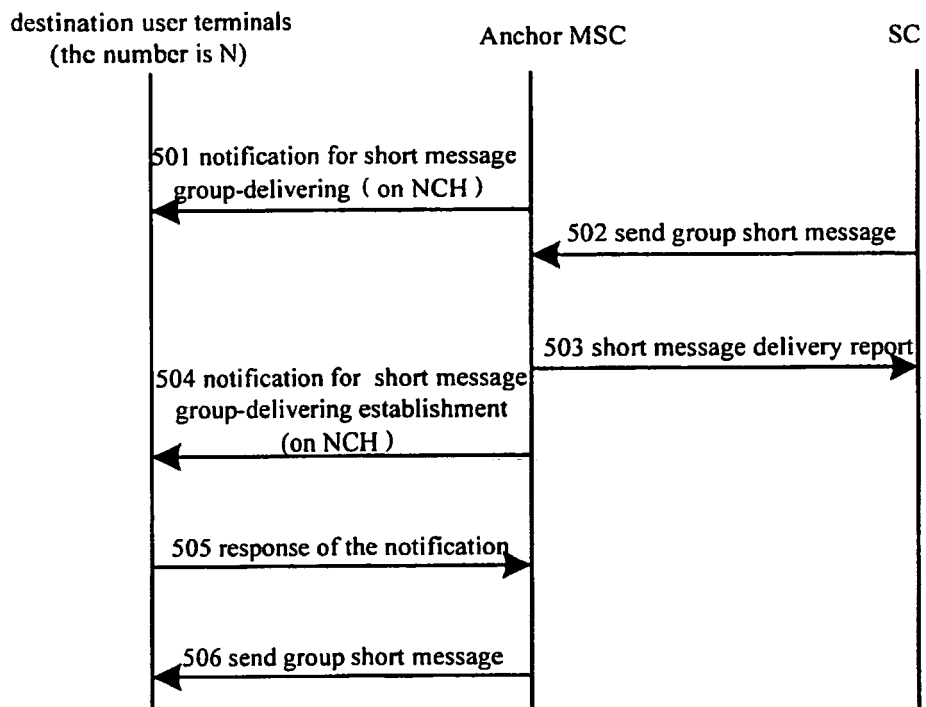 destination user terminals
(the number is N)
Anchor MSC
SC
501 notification for short message
group-delivering ( on NCH )
502 send group short message
503 short message delivery report
504 notification for short message
group-delivering establishment
(on NCH )
505 response of the notification
506 send group short message